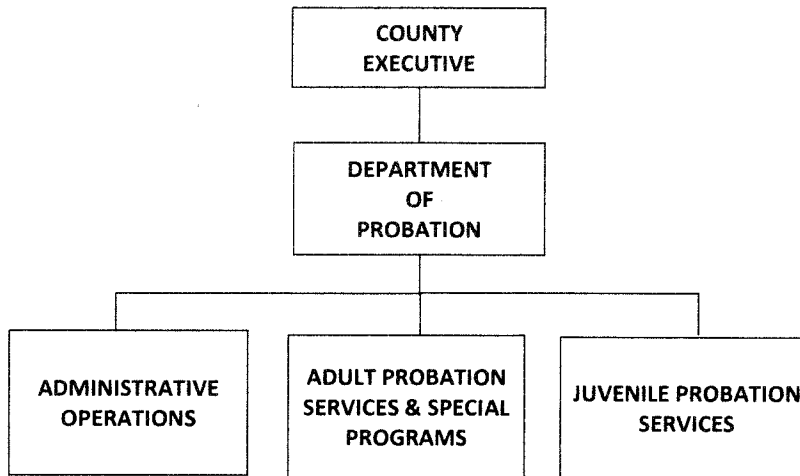 COUNTY
EXECUTIVE
DEPARTMENT
OF
PROBATION
ADMINISTRATIVE
OPERATIONS
ADULT PROBATION
SERVICES & SPECIAL
PROGRAMS
JUVENILE PROBATION
SERVICES